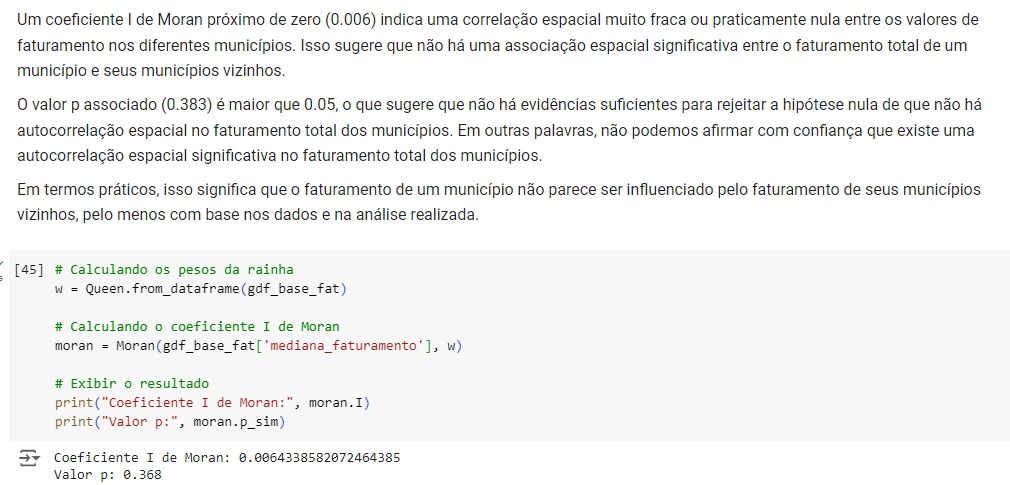 Um coeficiente I de Moran próximo de zero (0.006) indica uma correlação espacial muito fraca ou praticamente nula entre os valores de
faturamento nos diferentes municípios. Isso sugere que não há uma associação espacial significativa entre o faturamento total de um
município e seus municípios vizinhos.
O valor p associado (0.383) é maior que 0.05, o que sugere que não há evidências suficientes para rejeitar a hipótese nula de que não há
autocorrelação espacial no faturamento total dos municípios. Em outras palavras, não podemos afirmar com confiança que existe uma
autocorrelação espacial significativa no faturamento total dos municípios.
Em termos práticos, isso significa que o faturamento de um município não parece ser influenciado pelo faturamento de seus municípios
vizinhos, pelo menos com base nos dados e na análise realizada.
[45] # Calculando os pesos da rainha
w = Queen.from_dataframe(gdf_base_fat)
# Calculando o coeficiente I de Moran
moran = Moran(gdf_base_fat['mediana_faturamento'], w)
# Exibir o resultado
print("Coeficiente I de Moran:", moran.I)
print("Valor p:", moran.p_sim)
Coeficiente I de Moran: 0.0064338582072464385
Valor p: 0.368